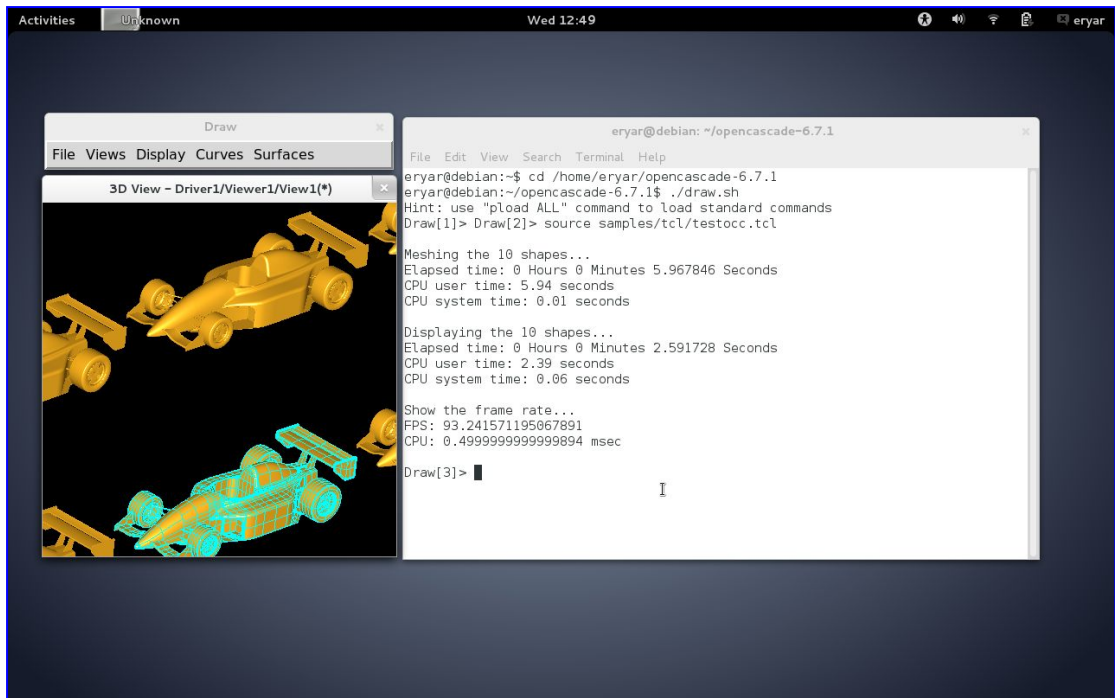 Activities Unknown Wed 12:49 eryar
Draw
File Views Display Curves Surfaces
3D View - Driver1/Viewer1/View1(*)
eryar@debian: ~/opencascade-6.7.1
File Edit View Search Terminal Help
eryar@debian:~$ cd /home/eryar/opencascade-6.7.1
eryar@debian:~/opencascade-6.7.1$ ./draw.sh
Hint: use "pload ALL" command to load standard commands
Draw[1]> Draw[2]> source samples/tcl/testocc.tcl
Meshing the 10 shapes...
Elapsed time: 0 Hours 0 Minutes 5.967846 Seconds
CPU user time: 5.94 seconds
CPU system time: 0.01 seconds
Displaying the 10 shapes...
Elapsed time: 0 Hours 0 Minutes 2.591728 Seconds
CPU user time: 2.39 seconds
CPU system time: 0.06 seconds
Show the frame rate...
FPS: 93.241571195067891
CPU: 0.4999999999999894 msec
Draw[3]>